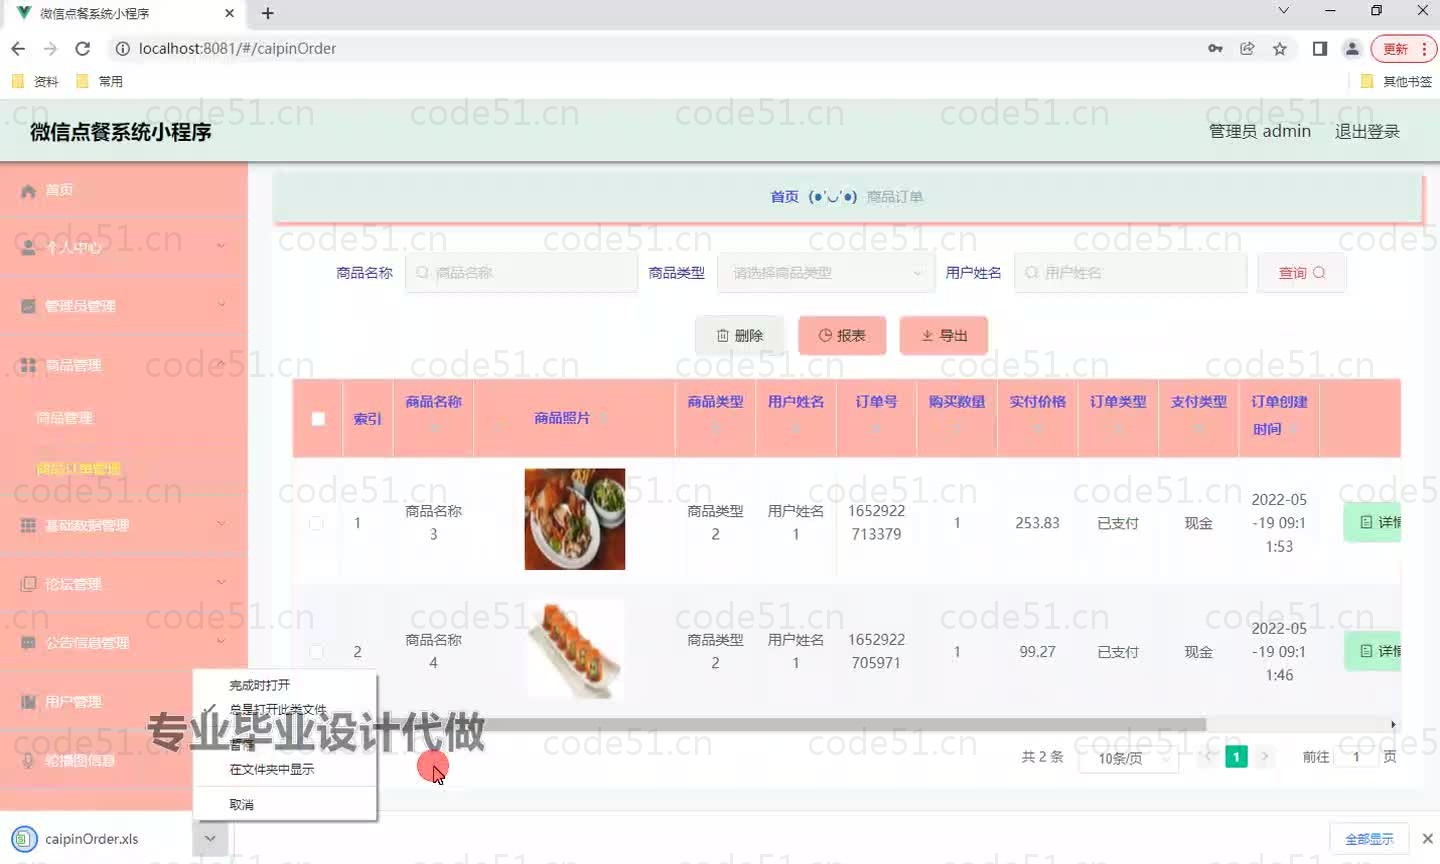 微信点餐系统小程序
localhost:8081/#/caipinOrder
更新
资料
常用
其他书签
微信点餐系统小程序
管理员 admin
退出登录
首页
个人中心
管理员管理
商品管理
商品管理
商品订单管理
基础数据管理
论坛管理
公告信息管理
用户管理
轮播图信息
首页 (●'◡'●) 商品订单
商品名称 商品名称 商品类型 请选择商品类型 用户姓名 用户姓名 查询
删除 报表 导出
索引 商品名称 商品照片 商品类型 用户姓名 订单号 购买数量 实付价格 订单类型 支付类型 订单创建
时间
1 商品名称
3 商品类型
2 用户姓名
1 1652922
713379 1 253.83 已支付 现金 2022-05
-19 09:1
1:53 详情
2 商品名称
4 商品类型
2 用户姓名
1 1652922
705971 1 99.27 已支付 现金 2022-05
-19 09:1
1:46 详情
共 2 条 10条/页 1 前往 1 页
完成时打开
总是打开此类文件
暂停
在文件夹中显示
取消
专业毕业设计代做
caipinOrder.xls
全部显示
code51.cn